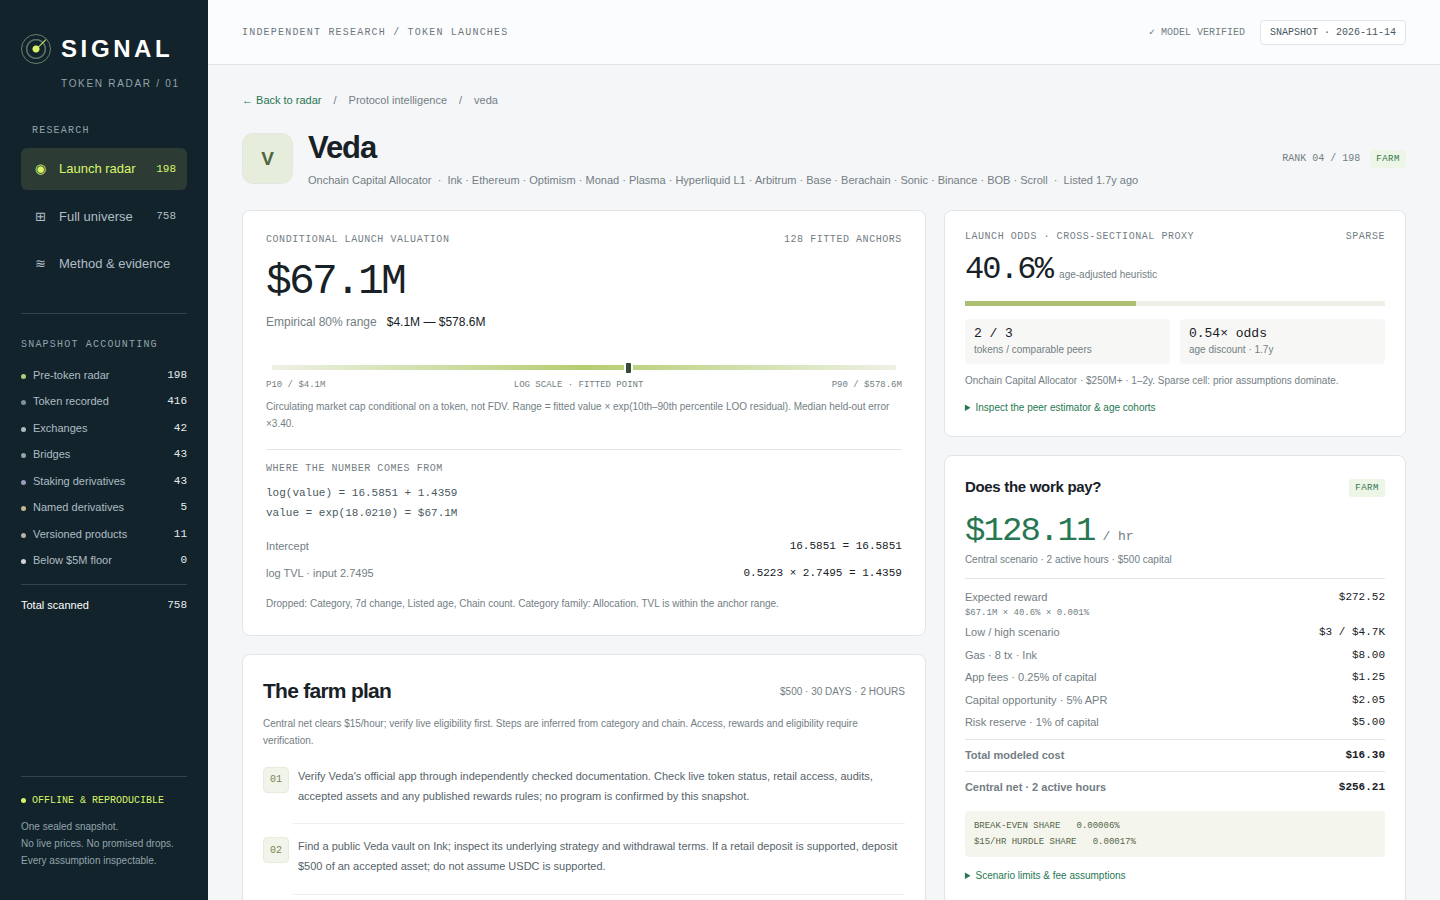 SIGNAL
TOKEN RADAR / 01
RESEARCH
Launch radar 198
Full universe 758
Method & evidence
SNAPSHOT ACCOUNTING
Pre-token radar 198
Token recorded 416
Exchanges 42
Bridges 43
Staking derivatives 43
Named derivatives 5
Versioned products 11
Below $5M floor 0
Total scanned 758
OFFLINE & REPRODUCIBLE
One sealed snapshot.
No live prices. No promised drops.
Every assumption inspectable.
INDEPENDENT RESEARCH / TOKEN LAUNCHES
✓ MODEL VERIFIED
SNAPSHOT · 2026-11-14
← Back to radar / Protocol intelligence / veda
V
Veda
Onchain Capital Allocator · Ink · Ethereum · Optimism · Monad · Plasma · Hyperliquid L1 · Arbitrum · Base · Berachain · Sonic · Binance · BOB · Scroll · Listed 1.7y ago
RANK 04 / 198 FARM
CONDITIONAL LAUNCH VALUATION 128 FITTED ANCHORS
$67.1M
Empirical 80% range $4.1M — $578.6M
P10 / $4.1M LOG SCALE · FITTED POINT P90 / $578.6M
Circulating market cap conditional on a token, not FDV. Range = fitted value × exp(10th–90th percentile LOO residual). Median held-out error
×3.40.
WHERE THE NUMBER COMES FROM
log(value) = 16.5851 + 1.4359
value = exp(18.0210) = $67.1M
Intercept 16.5851 = 16.5851
log TVL · input 2.7495 0.5223 × 2.7495 = 1.4359
Dropped: Category, 7d change, Listed age, Chain count. Category family: Allocation. TVL is within the anchor range.
The farm plan $500 · 30 DAYS · 2 HOURS
Central net clears $15/hour; verify live eligibility first. Steps are inferred from category and chain. Access, rewards and eligibility require
verification.
01 Verify Veda's official app through independently checked documentation. Check live token status, retail access, audits,
accepted assets and any published rewards rules; no program is confirmed by this snapshot.
02 Find a public Veda vault on Ink; inspect its underlying strategy and withdrawal terms. If a retail deposit is supported, deposit
$500 of an accepted asset; do not assume USDC is supported.
LAUNCH ODDS · CROSS-SECTIONAL PROXY SPARSE
40.6% age-adjusted heuristic
2 / 3
tokens / comparable peers
0.54× odds
age discount · 1.7y
Onchain Capital Allocator · $250M+ · 1–2y. Sparse cell: prior assumptions dominate.
Inspect the peer estimator & age cohorts
Does the work pay? FARM
$128.11 / hr
Central scenario · 2 active hours · $500 capital
Expected reward $272.52
$67.1M × 40.6% × 0.001%
Low / high scenario $3 / $4.7K
Gas · 8 tx · Ink $8.00
App fees · 0.25% of capital $1.25
Capital opportunity · 5% APR $2.05
Risk reserve · 1% of capital $5.00
Total modeled cost $16.30
Central net · 2 active hours $256.21
BREAK-EVEN SHARE 0.00006%
$15/HR HURDLE SHARE 0.00017%
Scenario limits & fee assumptions